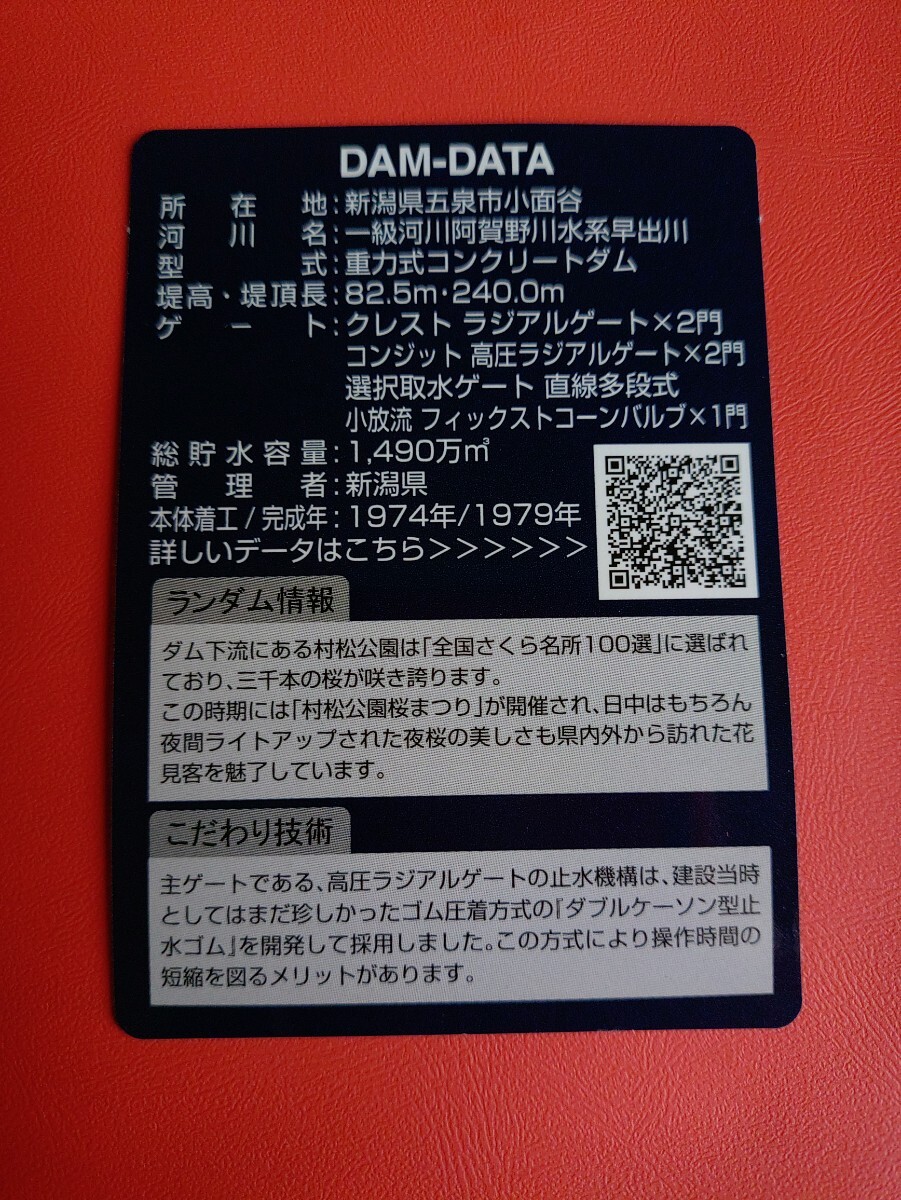 DAM-DATA
所在地:新潟県五泉市小面谷
河川名:一級河川阿賀野川水系早出川
型式:重力式コンクリートダム
堤高・堤頂長:82.5m・240.0m
ゲート:クレスト ラジアルゲート×2門
コンジット 高圧ラジアルゲート×2門
選択取水ゲート 直線多段式
小放流 フィックストコーンバルブ×1門
総貯水容量:1,490万㎥
管理者:新潟県
本体着工/完成年:1974年/1979年
詳しいデータはこちら>>>>>>
ランダム情報
ダム下流にある村松公園は「全国さくら名所100選」に選ばれ
ており、三千本の桜が咲き誇ります。
この時期には「村松公園桜まつり」が開催され、日中はもちろん
夜間ライトアップされた夜桜の美しさも県内外から訪れた花
見客を魅了しています。
こだわり技術
主ゲートである、高圧ラジアルゲートの止水機構は、建設当時
としてはまだ珍しかったゴム圧着方式の『ダブルケーソン型止
水ゴム』を開発して採用しました。この方式により操作時間の
短縮を図るメリットがあります。